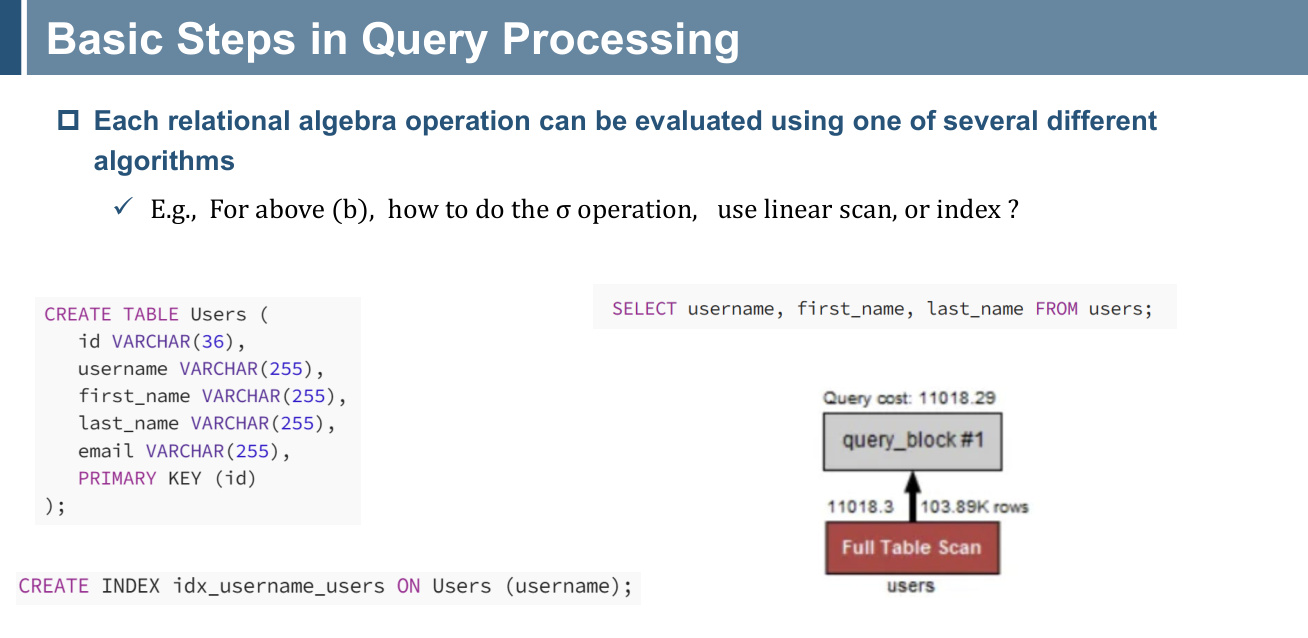 Basic Steps in Query Processing
Each relational algebra operation can be evaluated using one of several different
algorithms
E.g., For above (b), how to do the σ operation, use linear scan, or index ?
CREATE TABLE Users (
id VARCHAR(36),
username VARCHAR(255),
first_name VARCHAR(255),
last_name VARCHAR(255),
email VARCHAR(255),
PRIMARY KEY (id)
);
CREATE INDEX idx_username_users ON Users (username);
SELECT username, first_name, last_name FROM users;
Query cost: 11018.29
query_block #1
11018.3 103.89K rows
Full Table Scan
users